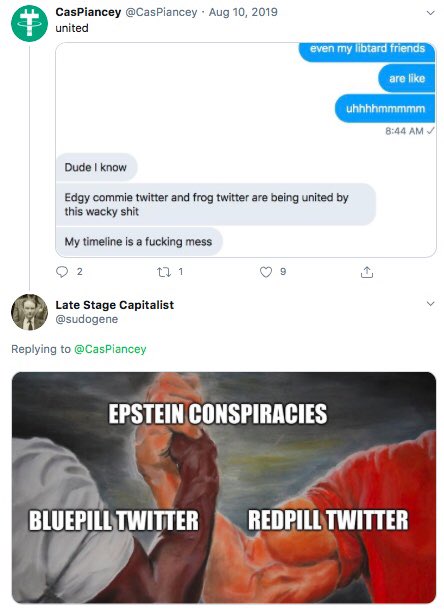 CasPiancey @CasPiancey · Aug 10, 2019
united
even my libtard friends
are like
uhhhhmmmmm
8:44 AM ✓
Dude I know
Edgy commie twitter and frog twitter are being united by
this wacky shit
My timeline is a fucking mess
2 1 9
Late Stage Capitalist
@sudogene
Replying to @CasPiancey
EPSTEIN CONSPIRACIES
BLUEPILL TWITTER REDPILL TWITTER